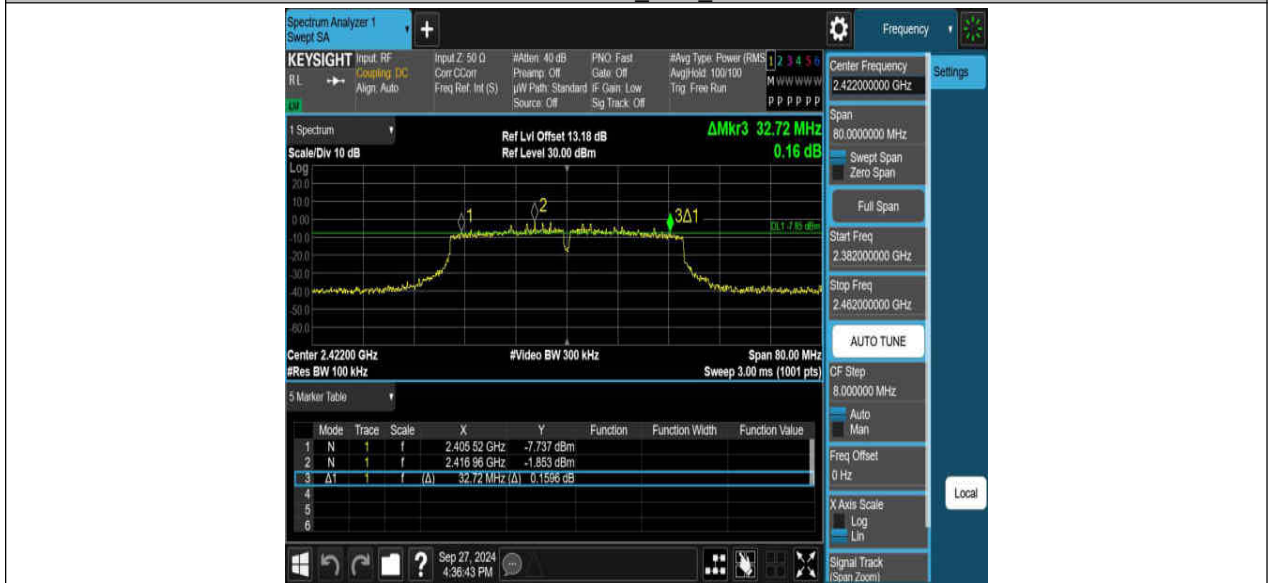 Spectrum Analyzer 1
Swept SA
+
Frequency
KEYSIGHT Input: RF Input Z: 50 Ω #Atten: 40 dB PNO: Fast #Avg Type: Power (RMS 1 2 3 4 5 6
RL Coupling: DC Corr CCorr Preamp: Off Gate: Off Avg|Hold: 100/100 M W W W W W
Align: Auto Freq Ref: Int (S) µW Path: Standard IF Gain: Low Trig: Free Run
Source: Off Sig Track: Off P P P P P P
Center Frequency
2.422000000 GHz
Settings
1 Spectrum
Ref Lvl Offset 13.18 dB
ΔMkr3 32.72 MHz
Scale/Div 10 dB
Ref Level 30.00 dBm
0.16 dB
Log
20.0
10.0
0.00
-10.0
-20.0
-30.0
-40.0
-50.0
-60.0
1
2
3Δ1
DL1 -7.85 dBm
Center 2.42200 GHz #Video BW 300 kHz Span 80.00 MHz
#Res BW 100 kHz Sweep 3.00 ms (1001 pts)
Span
80.0000000 MHz
Swept Span
Zero Span
Full Span
Start Freq
2.382000000 GHz
Stop Freq
2.462000000 GHz
AUTO TUNE
CF Step
8.000000 MHz
Auto
Man
Freq Offset
0 Hz
X Axis Scale
Log
Lin
Signal Track
(Span Zoom)
Local
5 Marker Table
Mode Trace Scale X Y Function Function Width Function Value
1 N 1 f 2.405 52 GHz -7.737 dBm
2 N 1 f 2.416 96 GHz -1.853 dBm
3 Δ1 1 f (Δ) 32.72 MHz (Δ) 0.1596 dB
4
5
6
?
Sep 27, 2024
4:36:43 PM